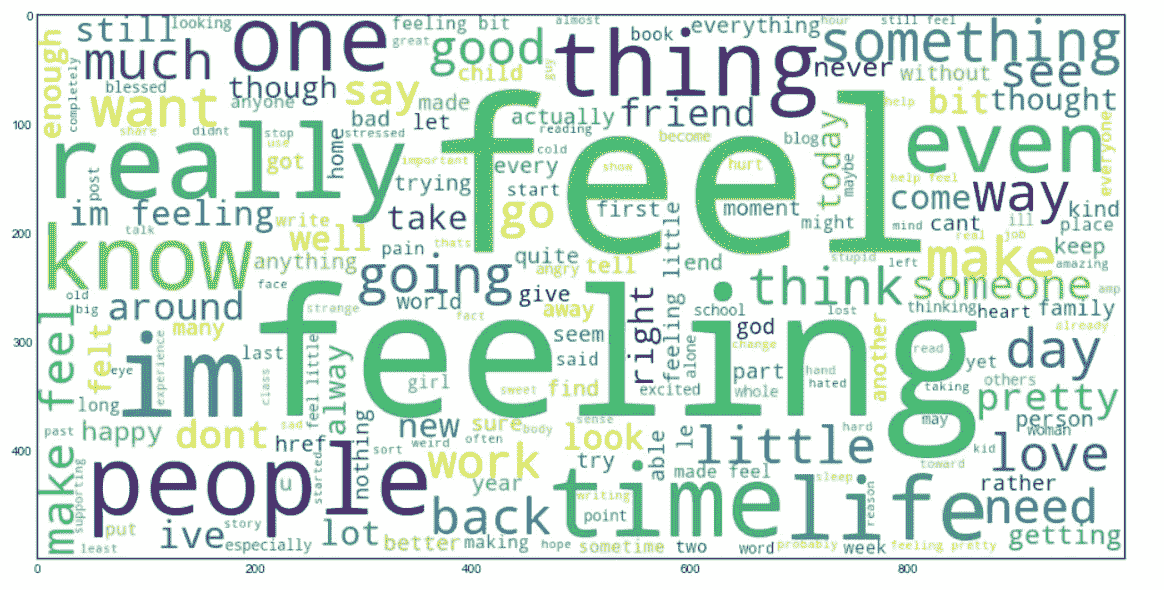 0
100
200
300
400
0
200
400
600
800
still
looking
one
feeling bit
great
almost
book
everything
hour
still feel
enough
completely
much
good
child
guy
thing
never
something
without
see
blessed
though
say
made
want
anyone
bad
let
actually
friend
help
bit
thought
share
didnt
stop
stressed
reading
become
blog
today
maybe
even
everyone
really
use
got
home
important
feel
every
cold
show
hurt
help feel
post
trying
start
come
way
im feeling
write
take
go
first
moment
might
mind
cant
ill
kind
place
talk
well
pain
thats
quite
little
know
anything
going
angry
tell
end
stupid
left
make
real
job
keep
amazing
old
big
face
world
give
think
someone
amp
around
strange
fact
away
school
lost
thinking
heart
family
many
feeling
seem
right
feeling
god
change
another
already
make feel
felt
eye
im
experience
last
feel little
alway
said
alone
part
read
yet
day
class
girl
sweet
find
excited
whole
hand
hated
taking
others
pretty
long
sad
new
sure
body
sense
hard
may
person
woman
past
happy
dont
href
nothing
weird
often
look
able
le
little
kid
love
supporting
people
u
started
sort
work
try
made feel
sleep
toward
rather
year
writing
time
life
reason
need
put
ive
story
lot
back
point
getting
least
especially
better
making
hope
sometime
two
word
probably
week
feeling pretty